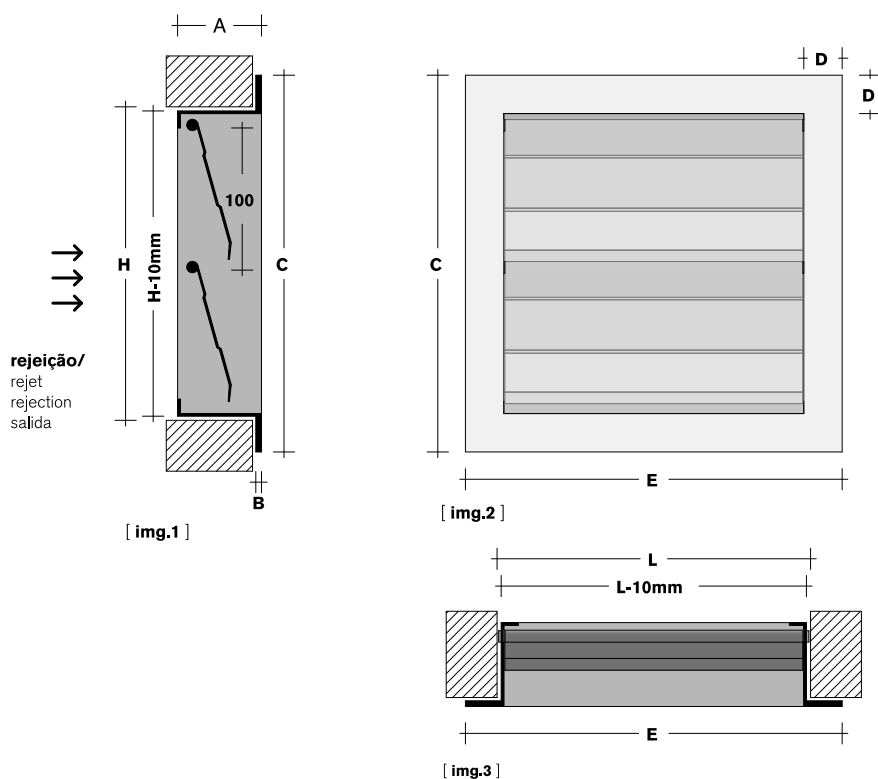 A
H
H-10mm
100
C
B
rejeição/
rejet
rejection
salida
[ img.1 ]
D
D
C
E
[ img.2 ]
L
L-10mm
E
[ img.3 ]